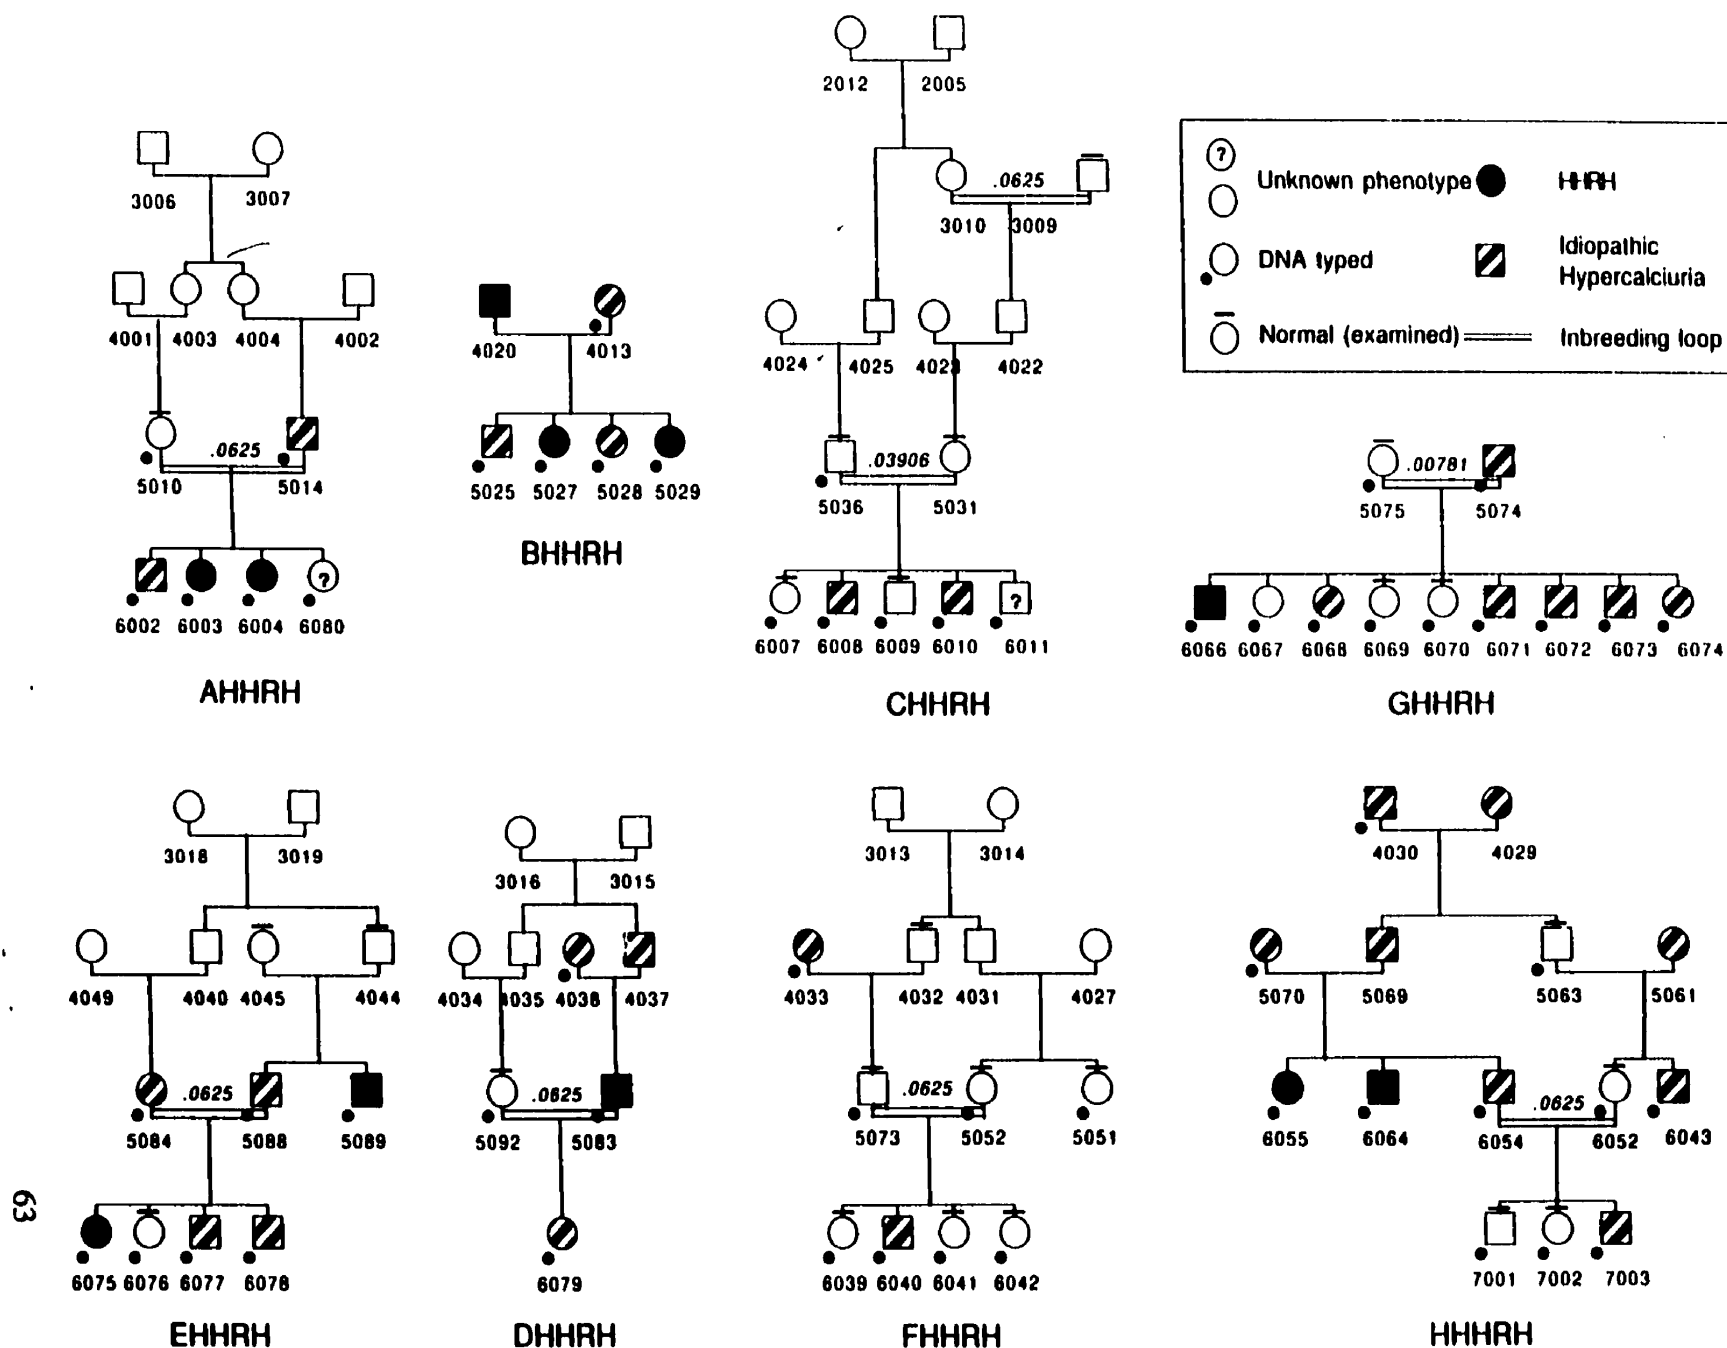 2012 2005
3006 3007
.0625
3010 3009
?
Unknown phenotype
HHRH
DNA typed
Idiopathic
Hypercalciuria
Normal (examined)
Inbreeding loop
4001 4003 4004 4002
4020 4013
4024 4025 4023 4022
.0625
5010 5014
5025 5027 5028 5029
BHHRH
.03906
5036 5031
.00781
5075 5074
?
6002 6003 6004 6080
AHHRH
?
6007 6008 6009 6010 6011
CHHRH
6066 6067 6068 6069 6070 6071 6072 6073 6074
GHHRH
3018 3019
3016 3015
3013 3014
4030 4029
4049 4040 4045 4044
4034 4035 4038 4037
4033 4032 4031 4027
5070 5069 5063 5061
.0625
5084 5088 5089
.0625
5092 5083
.0625
5073 5052 5051
6055 6064 6054 6052 6043
.0625
6075 6076 6077 6078
EHHRH
6079
DHHRH
6039 6040 6041 6042
FHHRH
7001 7002 7003
HHHRH
63